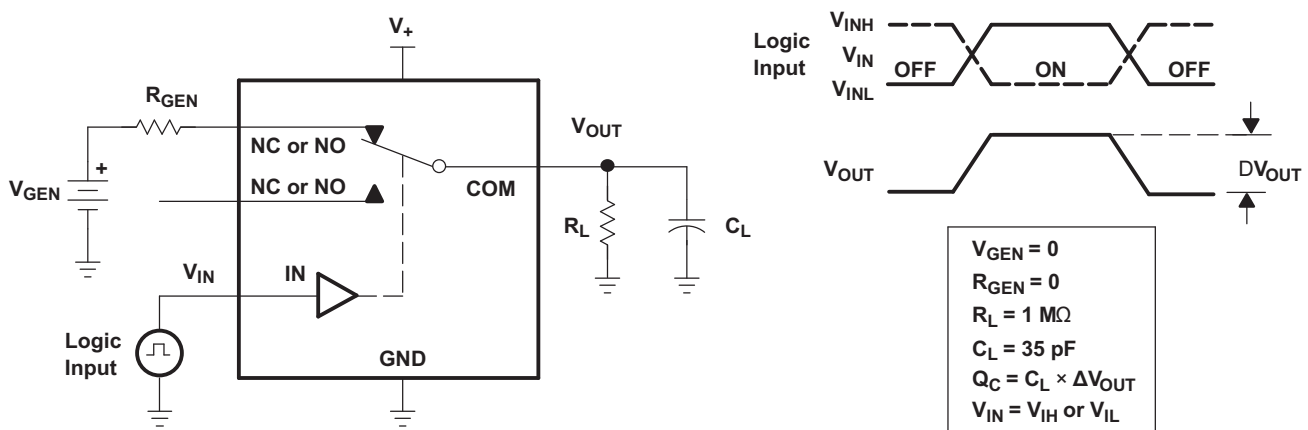 V+
RGEN
NC or NO
VOUT
+
VGEN
NC or NO
COM
RL
CL
VIN
IN
Logic
Input
GND
Logic
Input
VINH
VIN
VINL
OFF
ON
OFF
VOUT
DVOUT
VGEN = 0
RGEN = 0
RL = 1 MΩ
CL = 35 pF
QC = CL × ΔVOUT
VIN = VIH or VIL